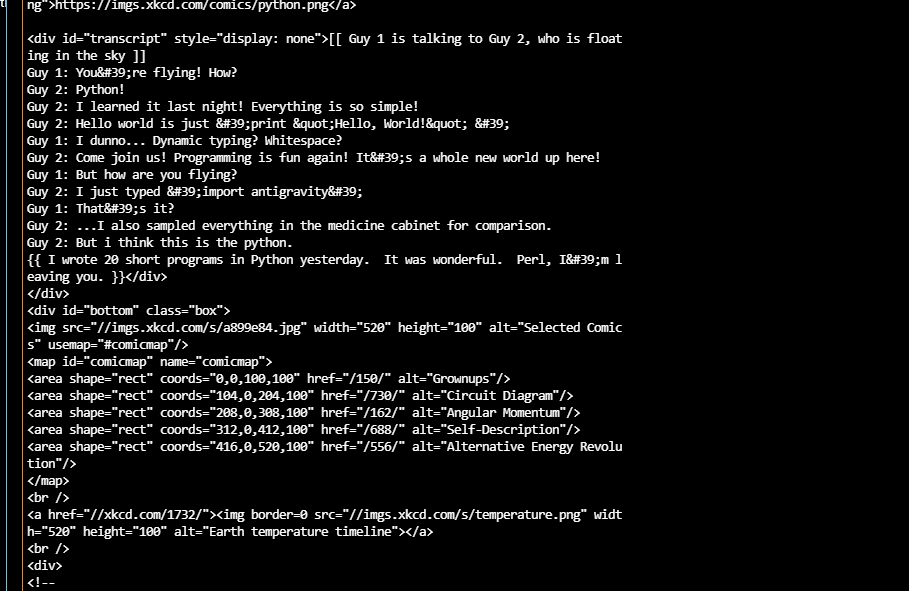 ng">https://imgs.xkcd.com/comics/python.png</a>
<div id="transcript" style="display: none">[[ Guy 1 is talking to Guy 2, who is float
ing in the sky ]]
Guy 1: You&#39;re flying! How?
Guy 2: Python!
Guy 2: I learned it last night! Everything is so simple!
Guy 2: Hello world is just &#39;print &quot;Hello, World!&quot; &#39;
Guy 1: I dunno... Dynamic typing? Whitespace?
Guy 2: Come join us! Programming is fun again! It&#39;s a whole new world up here!
Guy 1: But how are you flying?
Guy 2: I just typed &#39;import antigravity&#39;
Guy 1: That&#39;s it?
Guy 2: ...I also sampled everything in the medicine cabinet for comparison.
Guy 2: But i think this is the python.
{{ I wrote 20 short programs in Python yesterday.  It was wonderful.  Perl, I&#39;m l
eaving you. }}</div>
</div>
<div id="bottom" class="box">
<img src="//imgs.xkcd.com/s/a899e84.jpg" width="520" height="100" alt="Selected Comic
s" usemap="#comicmap"/>
<map id="comicmap" name="comicmap">
<area shape="rect" coords="0,0,100,100" href="/150/" alt="Grownups"/>
<area shape="rect" coords="104,0,204,100" href="/730/" alt="Circuit Diagram"/>
<area shape="rect" coords="208,0,308,100" href="/162/" alt="Angular Momentum"/>
<area shape="rect" coords="312,0,412,100" href="/688/" alt="Self-Description"/>
<area shape="rect" coords="416,0,520,100" href="/556/" alt="Alternative Energy Revolu
tion"/>
</map>
<br />
<a href="//xkcd.com/1732/"><img border=0 src="//imgs.xkcd.com/s/temperature.png" widt
h="520" height="100" alt="Earth temperature timeline"></a>
<br />
<div>
<!--